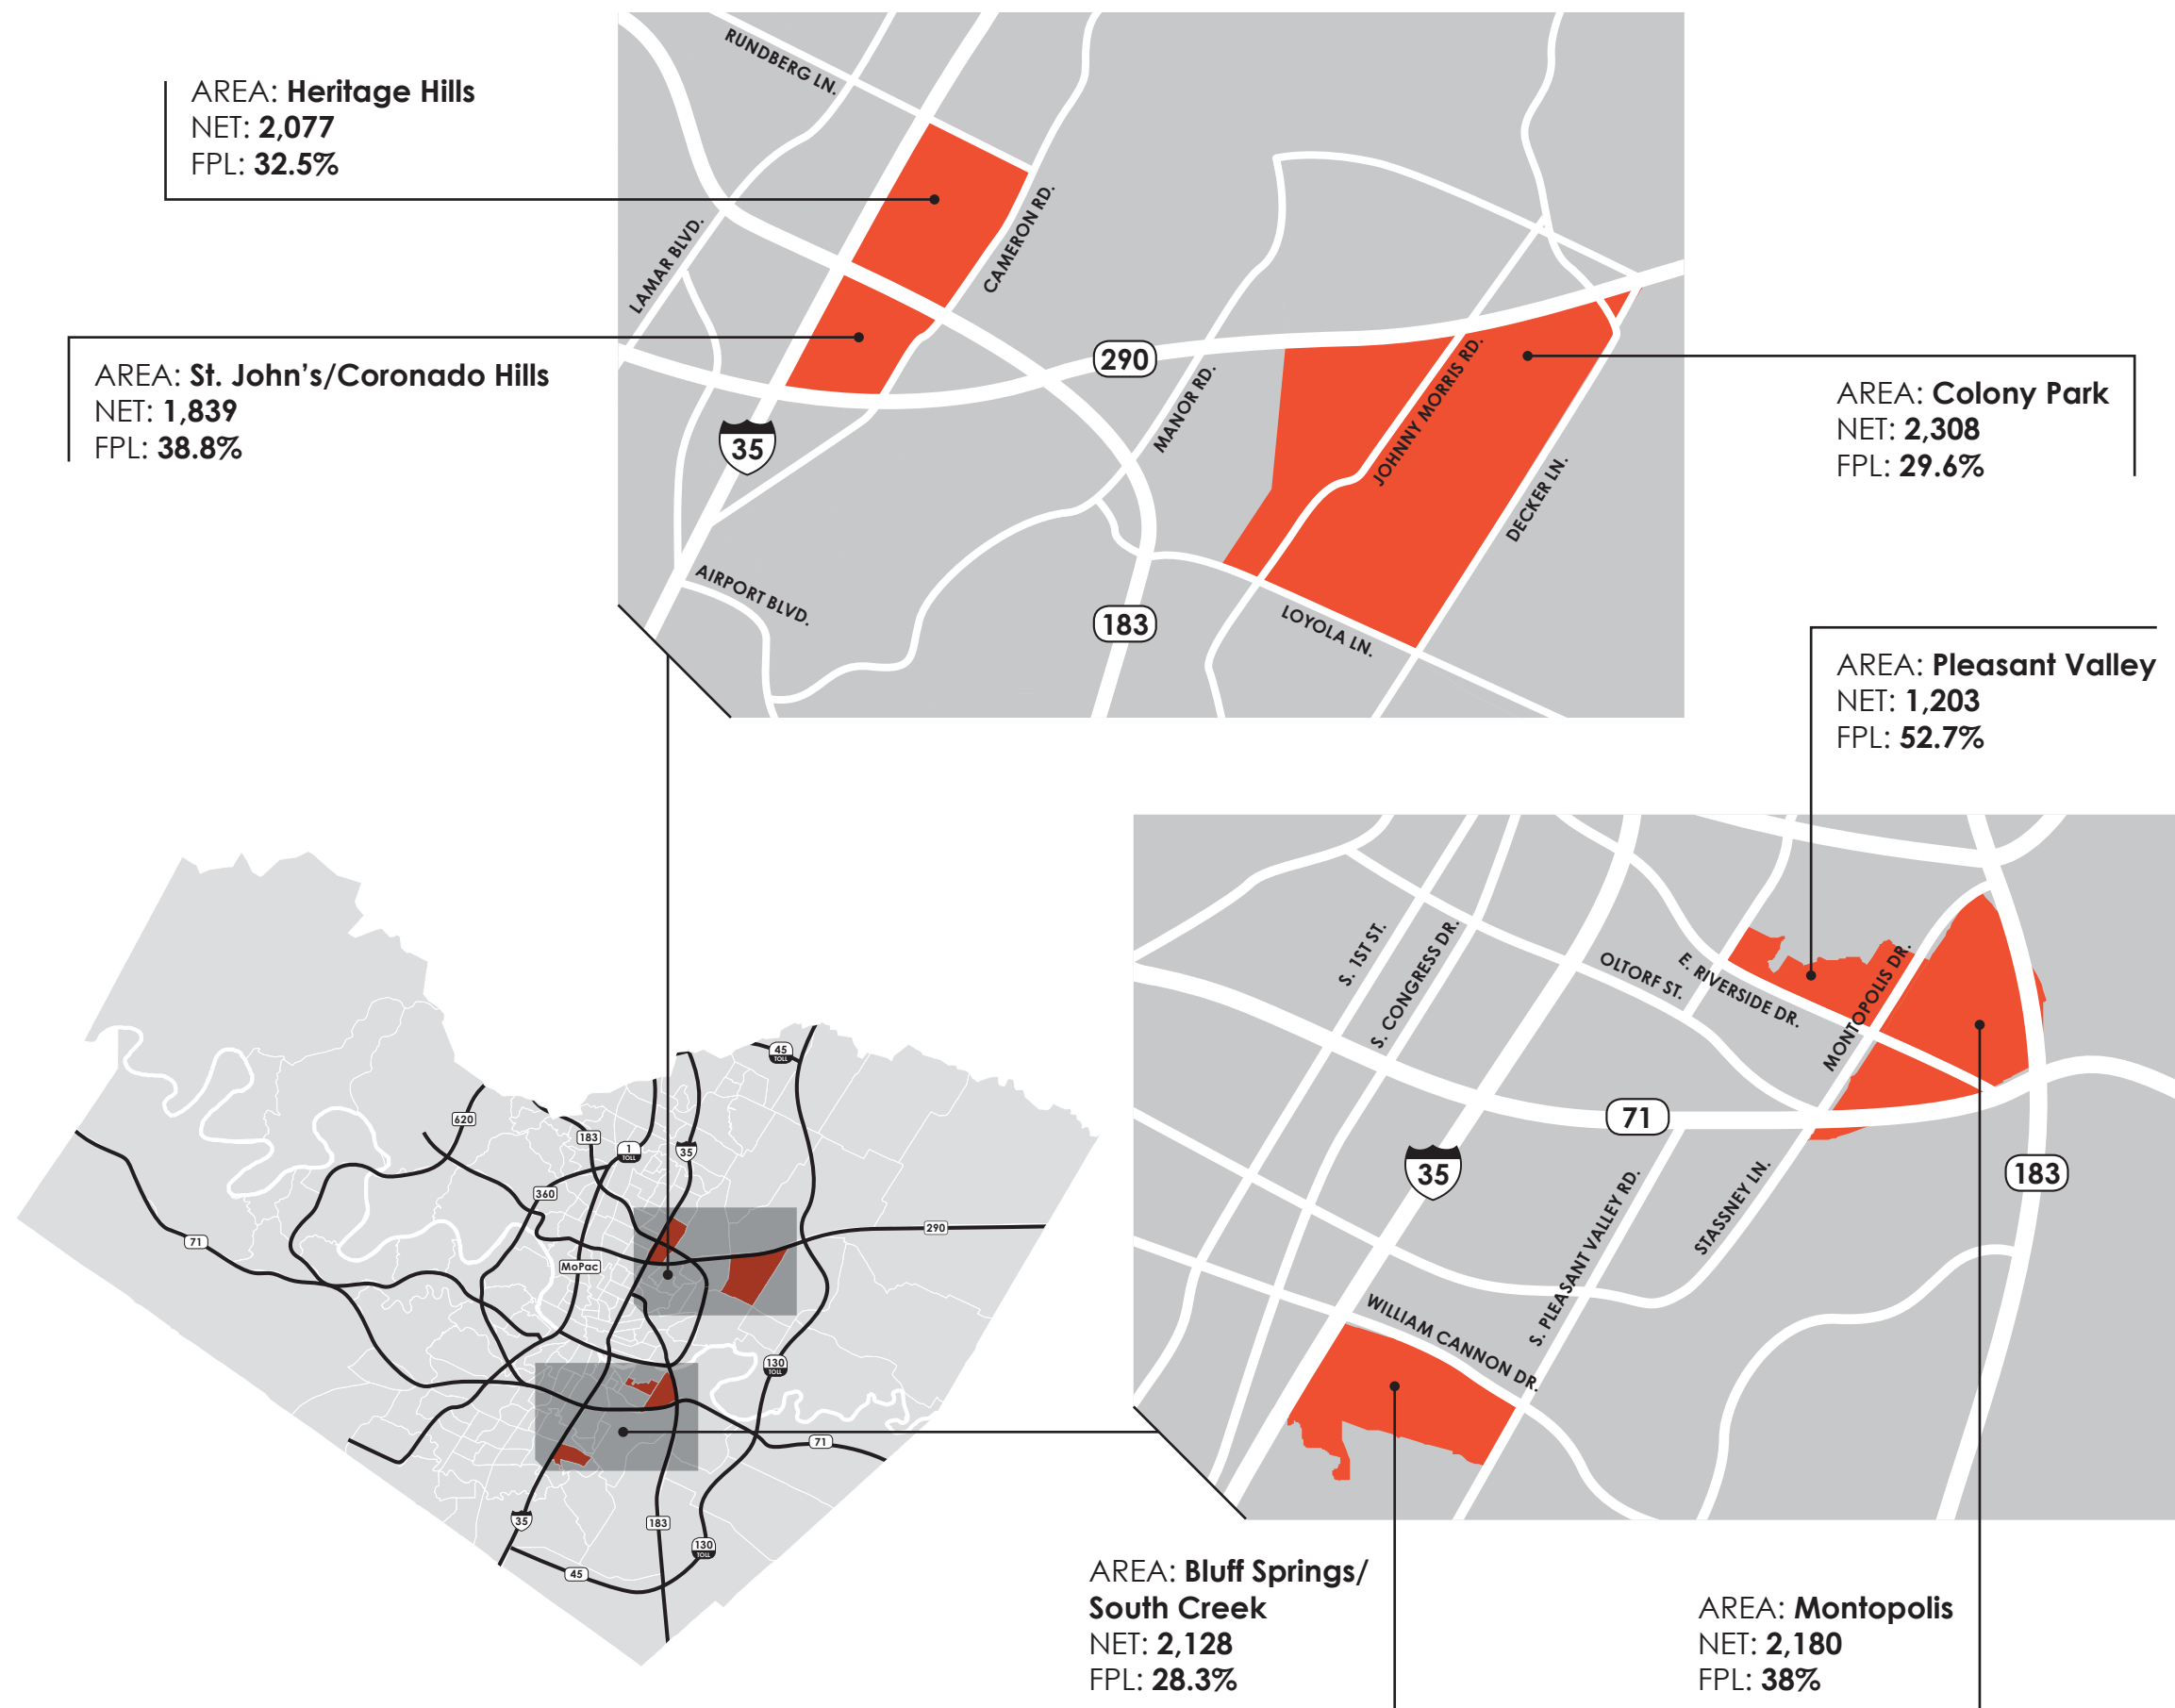 RUNDBERG LN.
AREA: Heritage Hills
NET: 2,077
FPL: 32.5%
LAMAR BLVD.
CAMERON RD.
AREA: St. John's/Coronado Hills
NET: 1,839
FPL: 38.8%
290
35
MANOR RD.
JOHNNY MORRIS RD.
DECKER LN.
AREA: Colony Park
NET: 2,308
FPL: 29.6%
AIRPORT BLVD.
183
LOYOLA LN.
AREA: Pleasant Valley
NET: 1,203
FPL: 52.7%
S. 1ST ST.
S. CONGRESS DR.
OLTORF ST.
E. RIVERSIDE DR.
MONTOPOLIS DR.
71
35
183
S. PLEASANT VALLEY RD.
STASSNEY LN.
WILLIAM CANNON DR.
45
TOLL
620
183
1
TOLL
35
360
71
290
MoPac
130
TOLL
71
35
183
130
TOLL
45
AREA: Bluff Springs/
South Creek
NET: 2,128
FPL: 28.3%
AREA: Montopolis
NET: 2,180
FPL: 38%